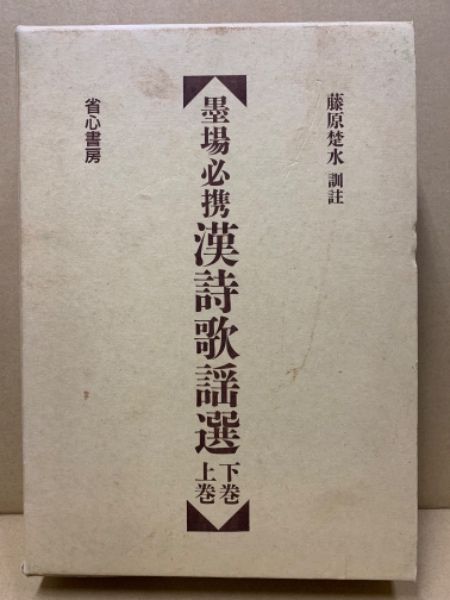 藤原楚水 訓註
墨場必携漢詩歌謡選
下巻
上巻
省心書房